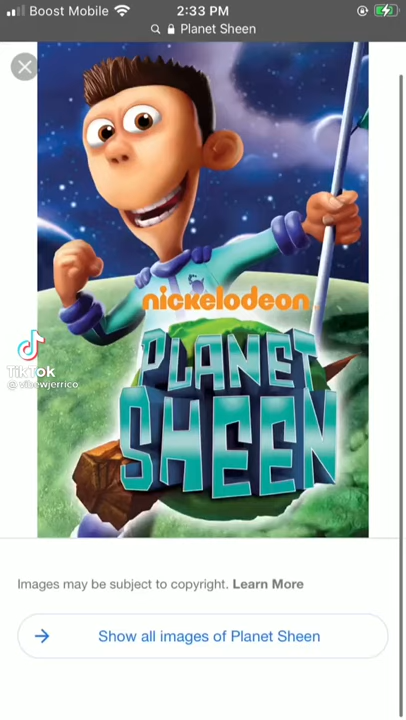 Boost Mobile 2:33 PM
Planet Sheen
nickelodeon
PLANET
SHEEN
TikTok
@vibewjerrico
Images may be subject to copyright. Learn More
Show all images of Planet Sheen